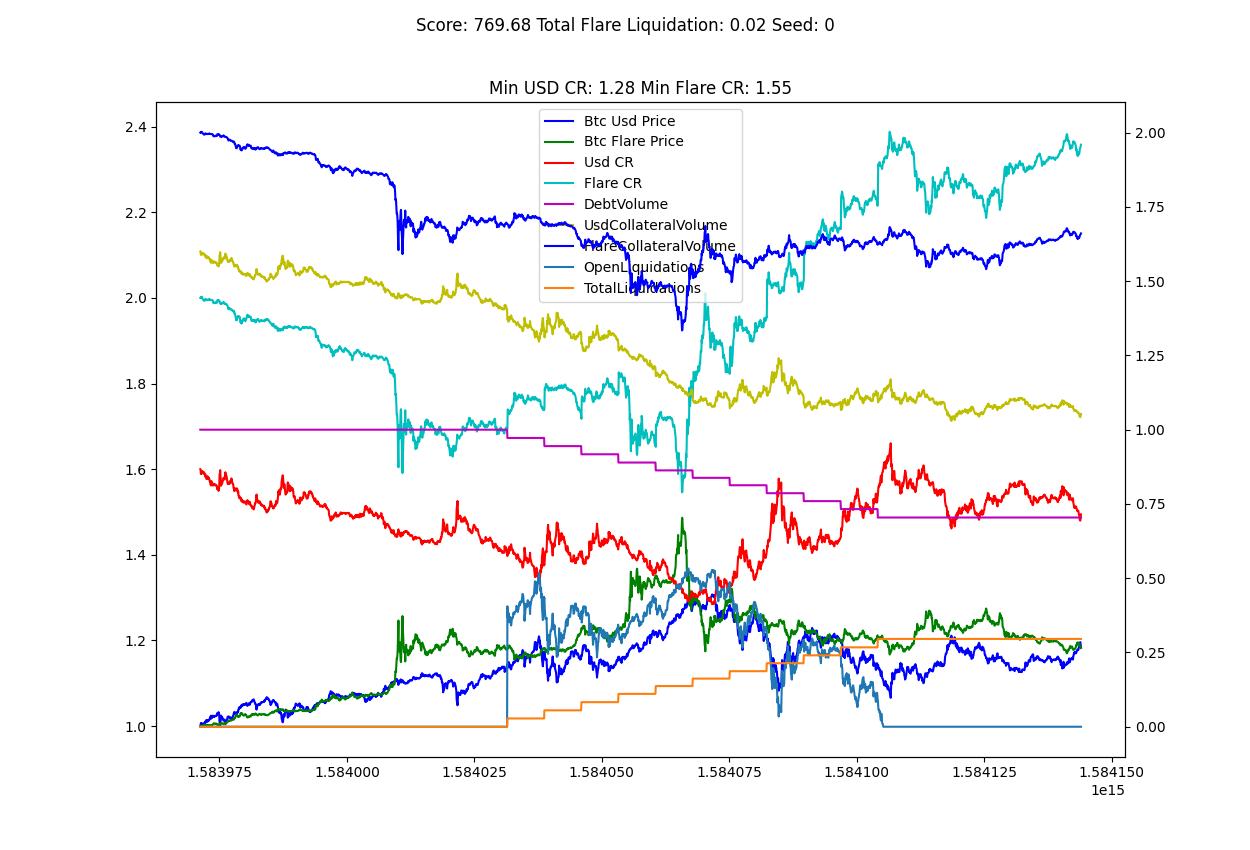 Score: 769.68 Total Flare Liquidation: 0.02 Seed: 0
Min USD CR: 1.28 Min Flare CR: 1.55
Btc Usd Price
Btc Flare Price
Usd CR
Flare CR
DebtVolume
UsdCollateralVolume
FlareCollateralVolume
OpenLiquidations
TotalLiquidations
2.4
2.2
2.0
1.8
1.6
1.4
1.2
1.0
2.00
1.75
1.50
1.25
1.00
0.75
0.50
0.25
0.00
1.583975 1.584000 1.584025 1.584050 1.584075 1.584100 1.584125 1.584150
1e15